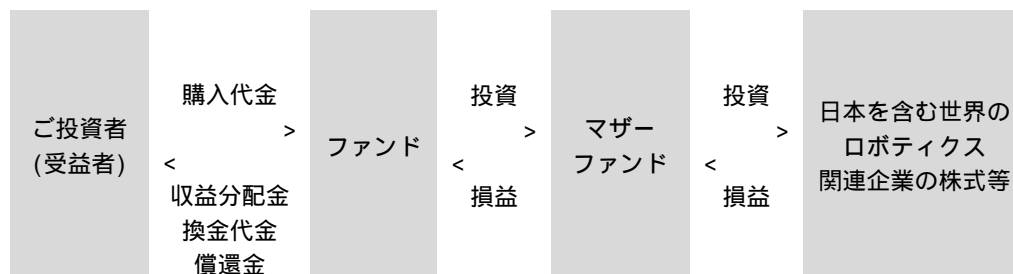 ご投資者
(受益者)
購入代金
>
<
収益分配金
換金代金
償還金
ファンド
投資
>
<
損益
マザー
ファンド
投資
>
<
損益
日本を含む世界の
ロボティクス
関連企業の株式等